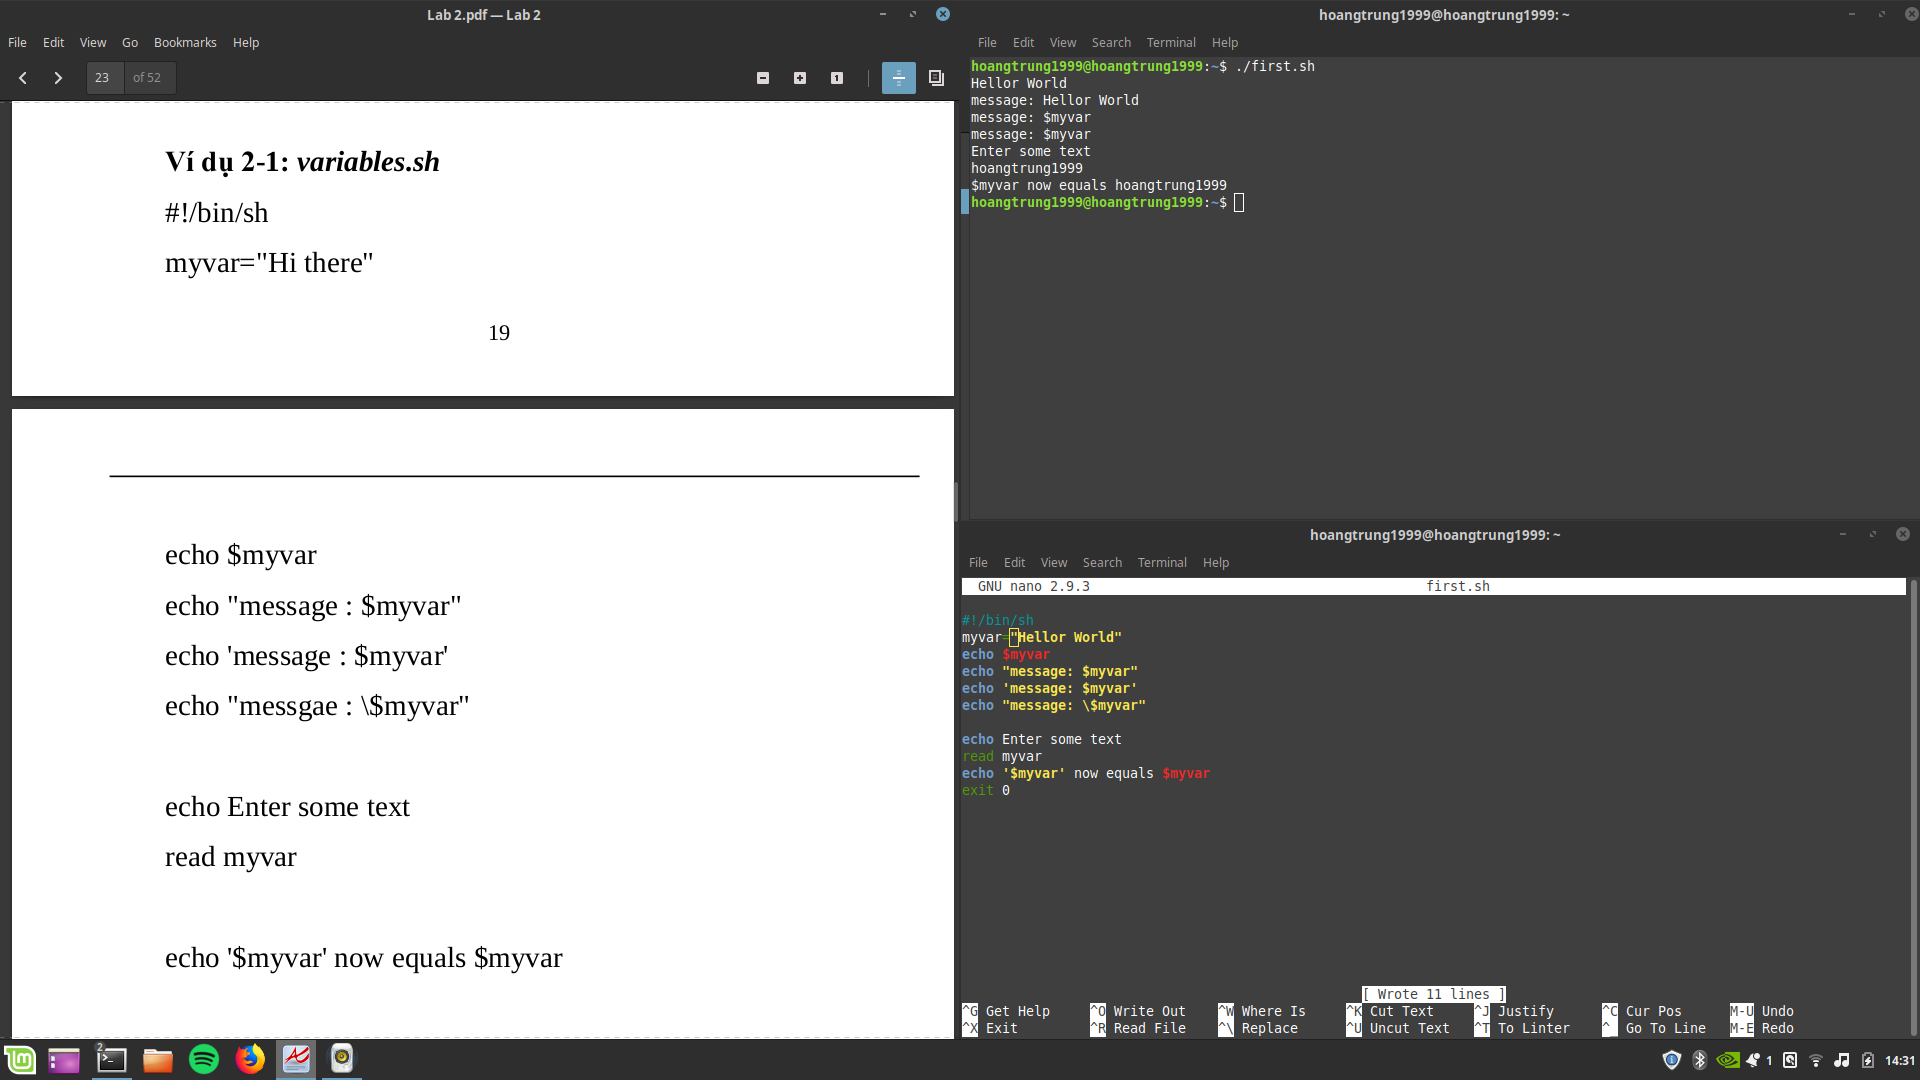 Lab 2.pdf — Lab 2
File Edit View Go Bookmarks Help
23 of 52
Ví dụ 2-1: variables.sh
#!/bin/sh
myvar="Hi there"
19
echo $myvar
echo "message : $myvar"
echo 'message : $myvar'
echo "messgae : \$myvar"
echo Enter some text
read myvar
echo '$myvar' now equals $myvar
hoangtrung1999@hoangtrung1999: ~
File Edit View Search Terminal Help
hoangtrung1999@hoangtrung1999:~$ ./first.sh
Hellor World
message: Hellor World
message: $myvar
message: $myvar
Enter some text
hoangtrung1999
$myvar now equals hoangtrung1999
hoangtrung1999@hoangtrung1999:~$
hoangtrung1999@hoangtrung1999: ~
File Edit View Search Terminal Help
GNU nano 2.9.3 first.sh
#!/bin/sh
myvar="Hellor World"
echo $myvar
echo "message: $myvar"
echo 'message: $myvar'
echo "message: \$myvar"
echo Enter some text
read myvar
echo '$myvar' now equals $myvar
exit 0
[ Wrote 11 lines ]
^G Get Help ^O Write Out ^W Where Is ^K Cut Text ^J Justify ^C Cur Pos M-U Undo
^X Exit ^R Read File ^\ Replace ^U Uncut Text ^T To Linter ^_ Go To Line M-E Redo
2
1
14:31